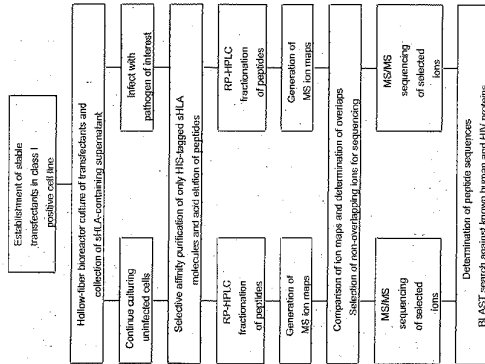 Establishment of stable
transfectants in class I
positive cell line
Hollow-fiber bioreactor culture of transfectants and
collection of sHLA-containing supernatant
Continue culturing
uninfected cells
Infect with
pathogen of interest
Selective affinity purification of only HIS-tagged sHLA
molecules and acid elution of peptides
RP-HPLC
fractionation
of peptides
RP-HPLC
fractionation
of peptides
Generation of
MS ion maps
Generation of
MS ion maps
Comparison of ion maps and determination of overlaps
Selection of non-overlapping ions for sequencing
MS/MS
sequencing
of selected
ions
MS/MS
sequencing
of selected
ions
Determination of peptide sequences
BLAST search against known human and HIV proteins